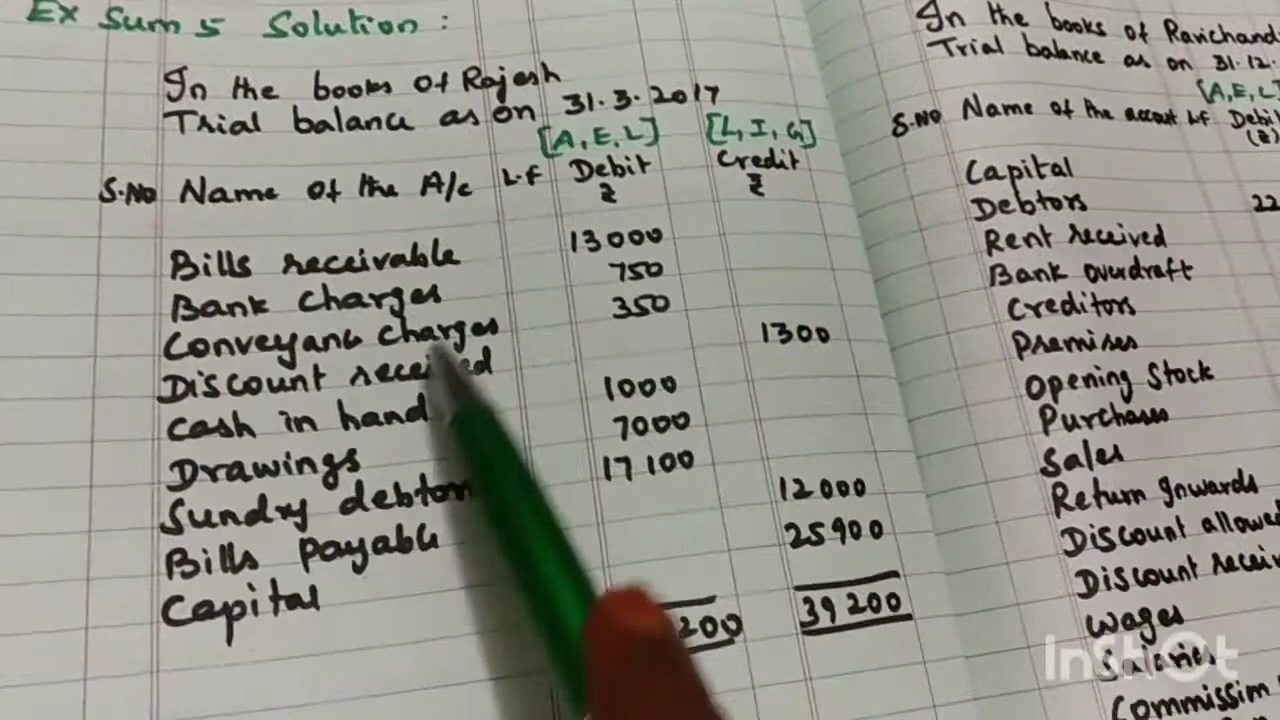 Ex Sum 5 Solution :
In the books of Rajesh
Trial balance as on 31.3.2017
[A, E, L] [L, I, G]
S.NO Name of the A/c L.F Debit ₹ Credit ₹
Bills receivable 13000
Bank charges 750
Conveyance charges 350
Discount received 1300
Cash in hand 1000
Drawings 7000
Sundry debtors 17100
Bills payable 12000
Capital 25900
200 39200
In the books of Ravichand
Trial balance as on 31.12.
[A, E, L]
S.NO Name of the account L.F Debit
(₹)
Capital
Debtors 22
Rent received
Bank overdraft
Creditors
Premises
Opening Stock
Purchases
Sales
Return Inwards
Discount allowed
Discount recei
Wages
Salaries
Commission
InShot